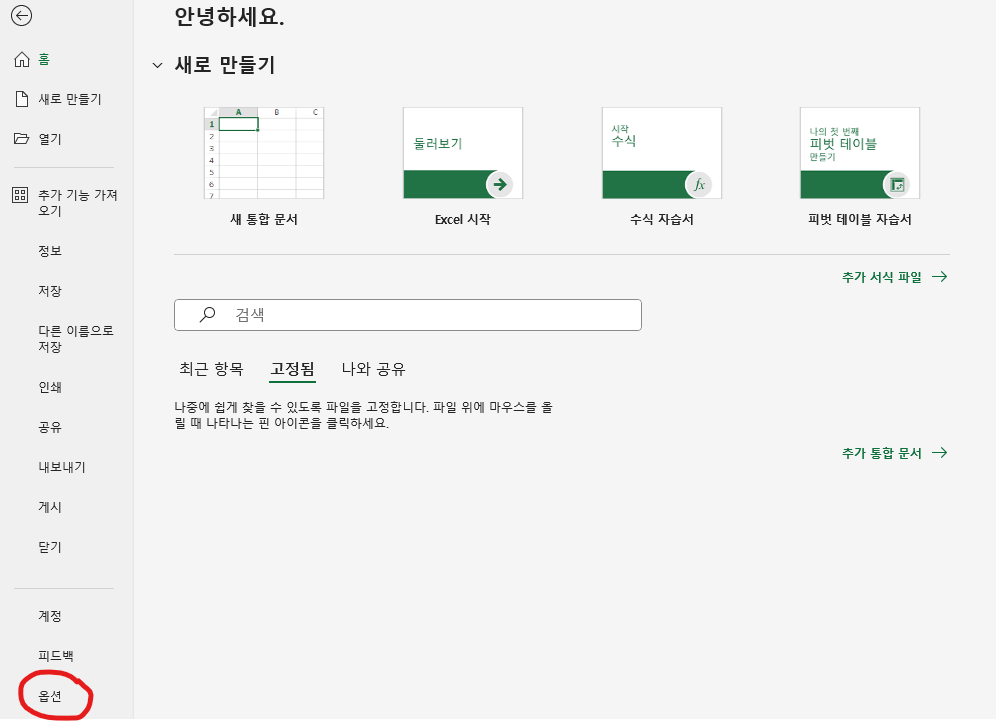 안녕하세요.
홈
새로 만들기
열기
추가 기능 가져
오기
정보
저장
다른 이름으로
저장
인쇄
공유
내보내기
게시
닫기
계정
피드백
옵션
새로 만들기
A B C
1
2
3
4
5
6
7
새 통합 문서
둘러보기
Excel 시작
시작
수식
fx
수식 자습서
나의 첫 번째
피벗 테이블
만들기
피벗 테이블 자습서
추가 서식 파일
검색
최근 항목 고정됨 나와 공유
나중에 쉽게 찾을 수 있도록 파일을 고정합니다. 파일 위에 마우스를 올
릴 때 나타나는 핀 아이콘을 클릭하세요.
추가 통합 문서